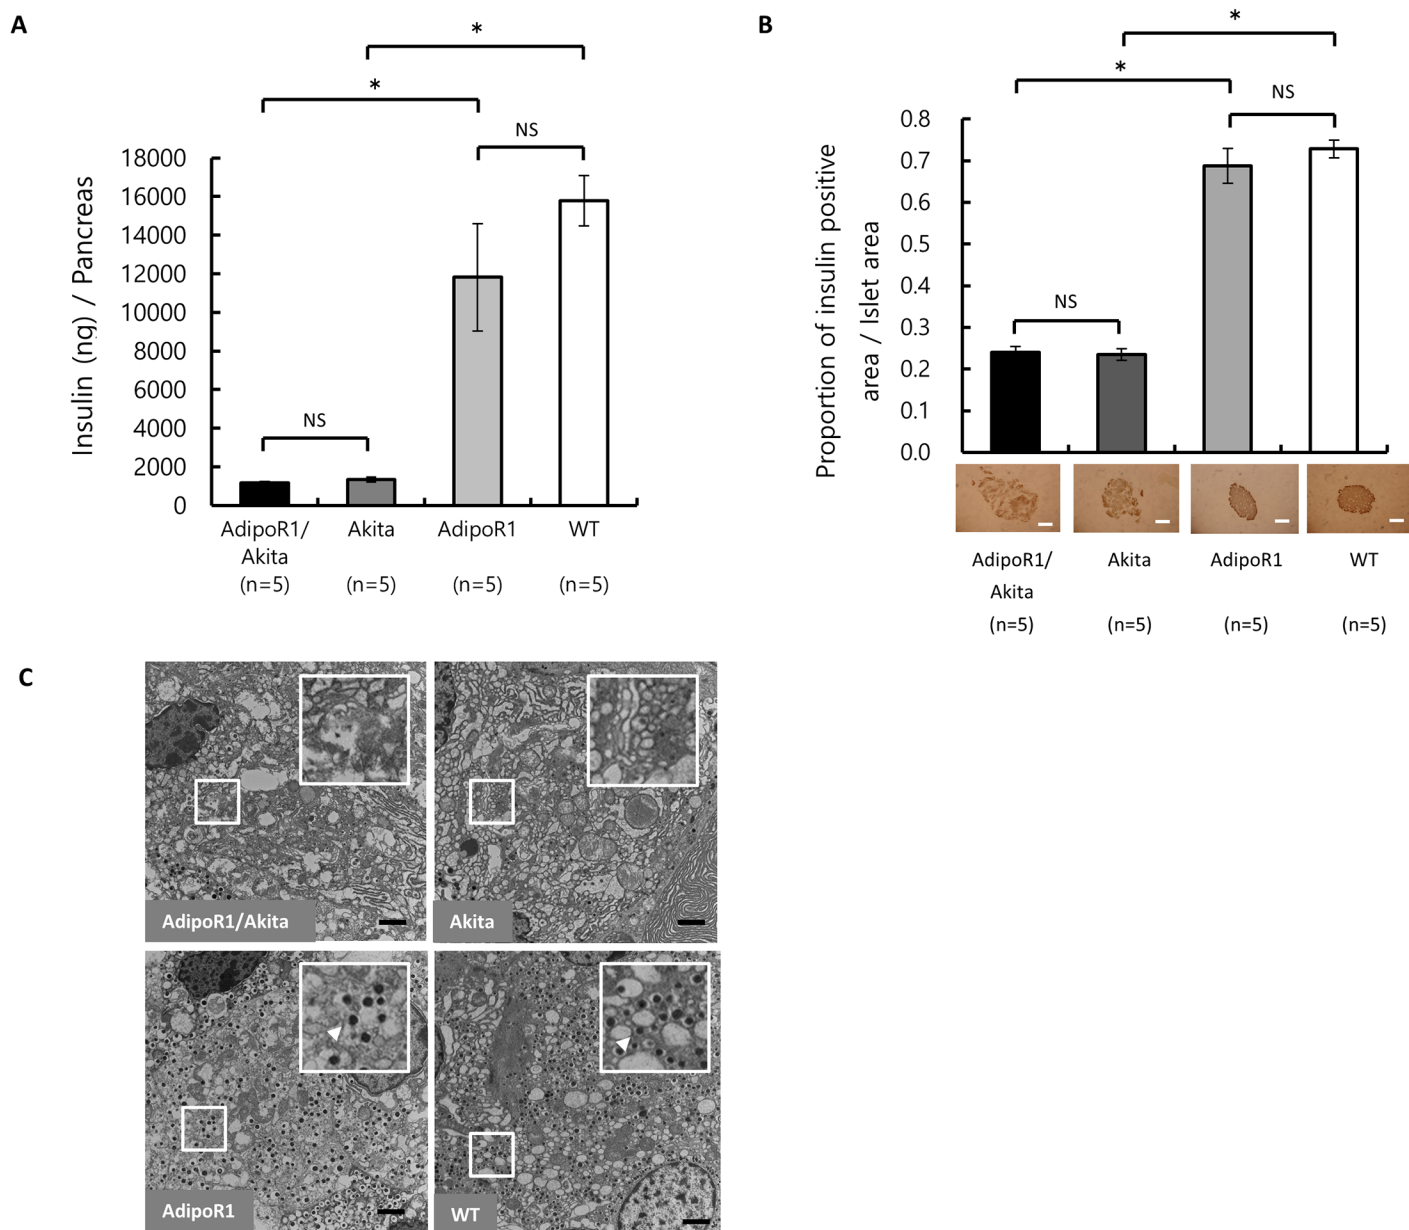 A
*
*
NS
Insulin (ng) / Pancreas
18000
16000
14000
12000
10000
8000
6000
4000
2000
0
NS
AdipoR1/
Akita
(n=5)
Akita
(n=5)
AdipoR1
(n=5)
WT
(n=5)
B
*
*
NS
Proportion of insulin positive
area / Islet area
0.8
0.7
0.6
0.5
0.4
0.3
0.2
0.1
0.0
NS
AdipoR1/
Akita
(n=5)
Akita
(n=5)
AdipoR1
(n=5)
WT
(n=5)
C
AdipoR1/Akita
Akita
AdipoR1
WT